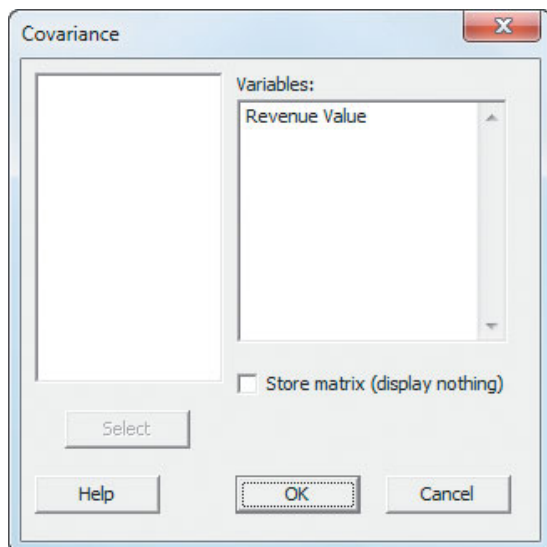 Covariance
Variables:
Revenue Value
Store matrix (display nothing)
Select
Help
OK
Cancel